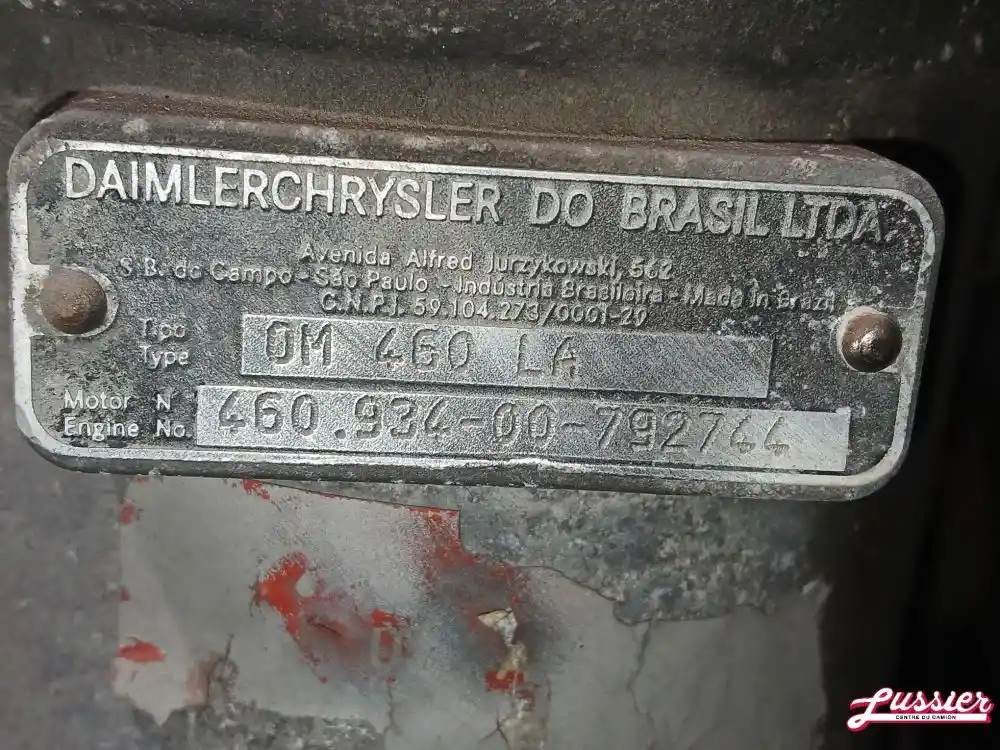 DAIMLERCHRYSLER DO BRASIL LTDA.
Avenida Alfred Jurzykowski, 562
S.B. do Campo - São Paulo - Indústria Brasileira - Made in Brazil
C.N.P.J. 59.104.273/0001-29
Tipo
Type OM 460 LA
Motor N°
Engine No. 460.934-00-792744
Lussier
CENTRE DU CAMION